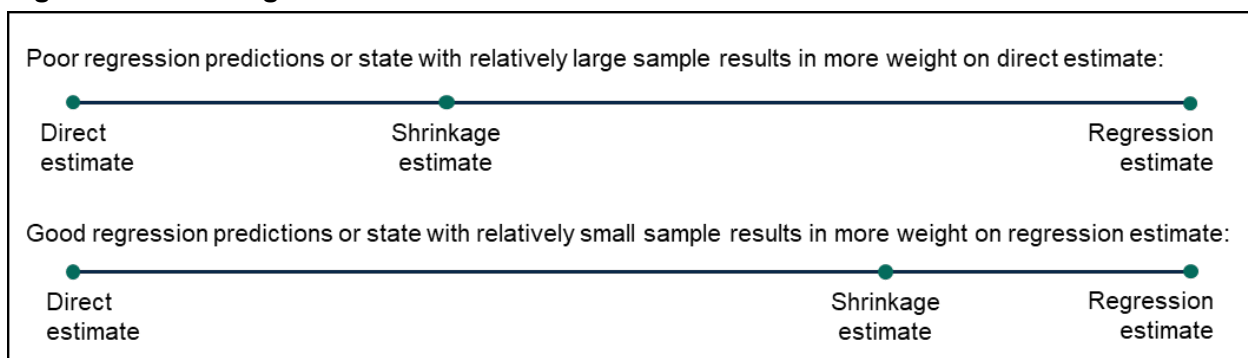 Poor regression predictions or state with relatively large sample results in more weight on direct estimate:
Direct Shrinkage Regression
estimate estimate estimate
Good regression predictions or state with relatively small sample results in more weight on regression estimate:
Direct Shrinkage Regression
estimate estimate estimate